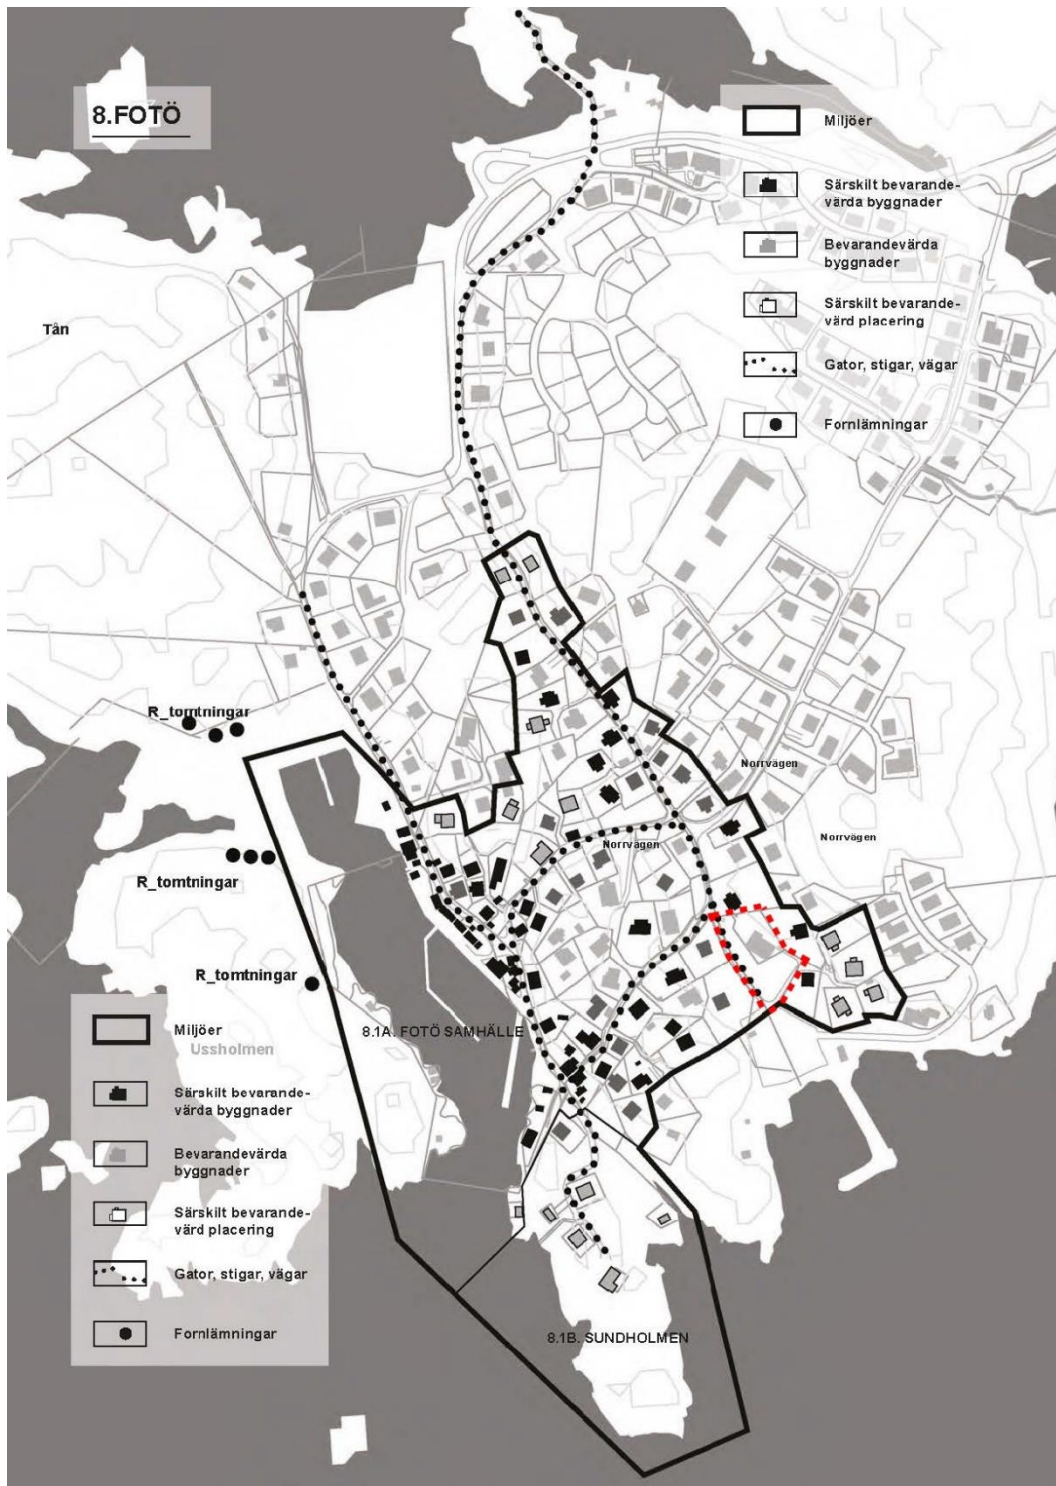 8.FOTÖ
Miljöer
Särskilt bevarande-
värda byggnader
Bevarandevärda
byggnader
Särskilt bevarande-
värd placering
Gator, stigar, vägar
Fornlämningar
Tån
R_tomtningar
Norrvägen
Norrvägen
Norrvägen
R_tomtningar
R_tomtningar
8.1A. FOTÖ SAMHÄLLE
Miljöer
Ussholmen
Särskilt bevarande-
värda byggnader
Bevarandevärda
byggnader
Särskilt bevarande-
värd placering
Gator, stigar, vägar
Fornlämningar
8.1B. SUNDHOLMEN